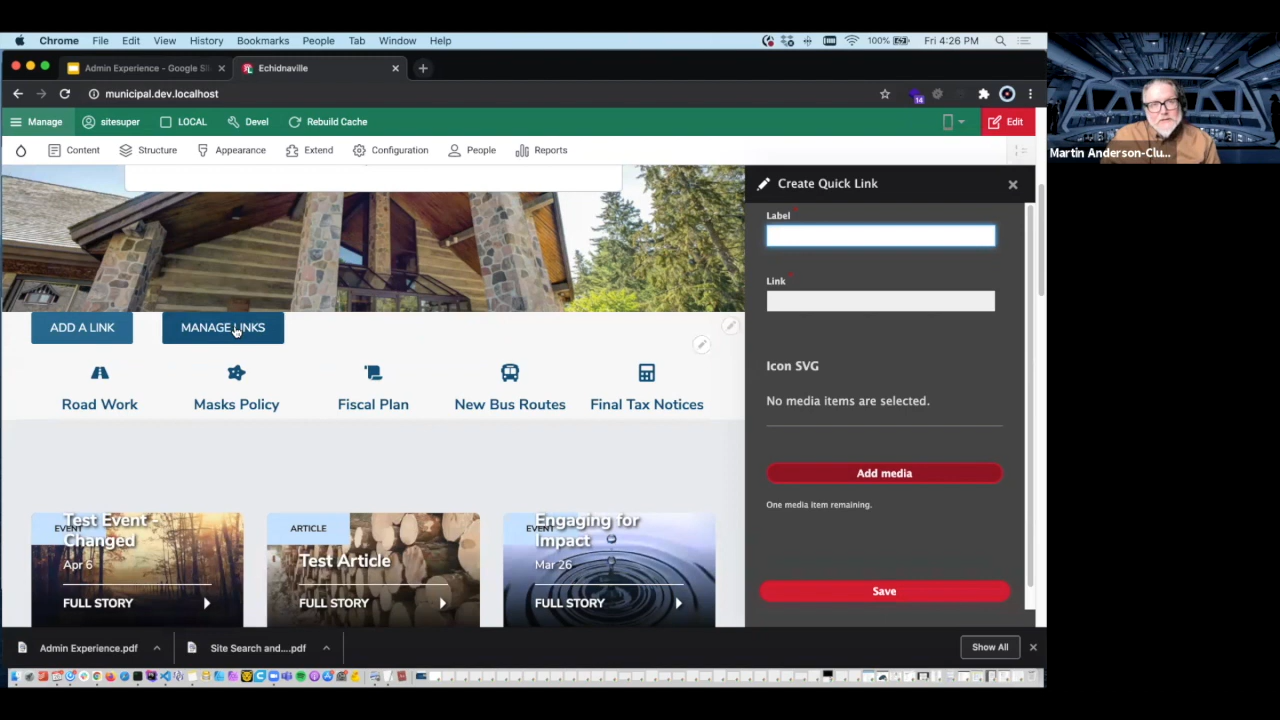 Chrome File Edit View History Bookmarks People Tab Window Help 100% Fri 4:26 PM
Admin Experience - Google Sl
Echidnaville
municipal.dev.localhost
14
Manage sitesuper LOCAL Devel Rebuild Cache Edit
Content Structure Appearance Extend Configuration People Reports
Martin Anderson-Clu...
Create Quick Link
Label *
Link *
ADD A LINK
MANAGE LINKS
Icon SVG
No media items are selected.
Road Work
Masks Policy
Fiscal Plan
New Bus Routes
Final Tax Notices
Add media
One media item remaining.
EVENT
Test Event -
Changed
Apr 6
FULL STORY
ARTICLE
Test Article
FULL STORY
EVENT
Engaging for
Impact
Mar 26
FULL STORY
Save
Admin Experience.pdf
Site Search and....pdf
Show All